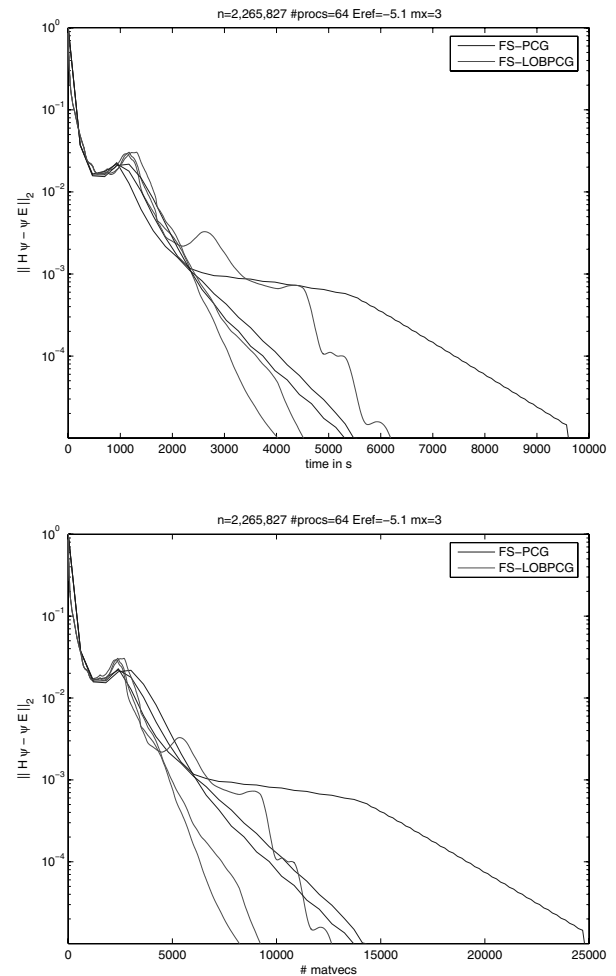 n=2,265,827 #procs=64 Eref=−5.1 mx=3
FS−PCG
FS−LOBPCG
|| H ψ − ψ E ||2
10^0
10^−1
10^−2
10^−3
10^−4
0 1000 2000 3000 4000 5000 6000 7000 8000 9000 10000
time in s
n=2,265,827 #procs=64 Eref=−5.1 mx=3
FS−PCG
FS−LOBPCG
|| H ψ − ψ E ||2
10^0
10^−1
10^−2
10^−3
10^−4
0 5000 10000 15000 20000 25000
# matvecs